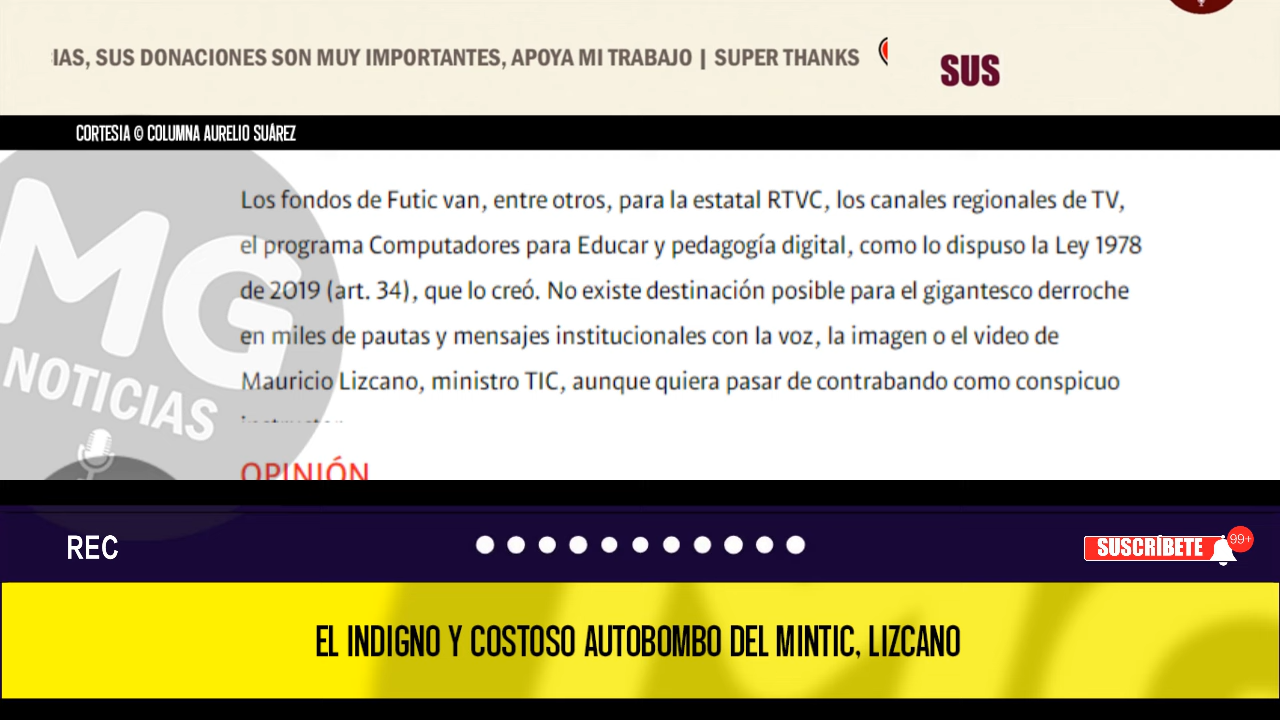 IAS, SUS DONACIONES SON MUY IMPORTANTES, APOYA MI TRABAJO | SUPER THANKS
SUS
CORTESIA © COLUMNA AURELIO SUÁREZ
Los fondos de Futic van, entre otros, para la estatal RTVC, los canales regionales de TV,
el programa Computadores para Educar y pedagogía digital, como lo dispuso la Ley 1978
de 2019 (art. 34), que lo creó. No existe destinación posible para el gigantesco derroche
en miles de pautas y mensajes institucionales con la voz, la imagen o el video de
Mauricio Lizcano, ministro TIC, aunque quiera pasar de contrabando como conspicuo
MG
NOTICIAS
OPINIÓN
REC
SUSCRÍBETE
99+
EL INDIGNO Y COSTOSO AUTOBOMBO DEL MINTIC, LIZCANO